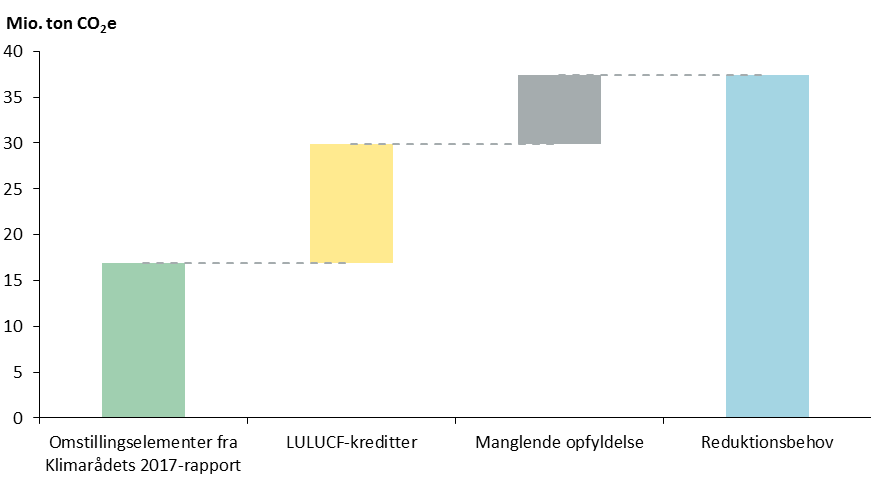 Mio. ton CO₂e
40
35
30
25
20
15
10
5
0
Omstillingselementer fra
Klimarådets 2017-rapport
LULUCF-kreditter
Manglende opfyldelse
Reduktionsbehov